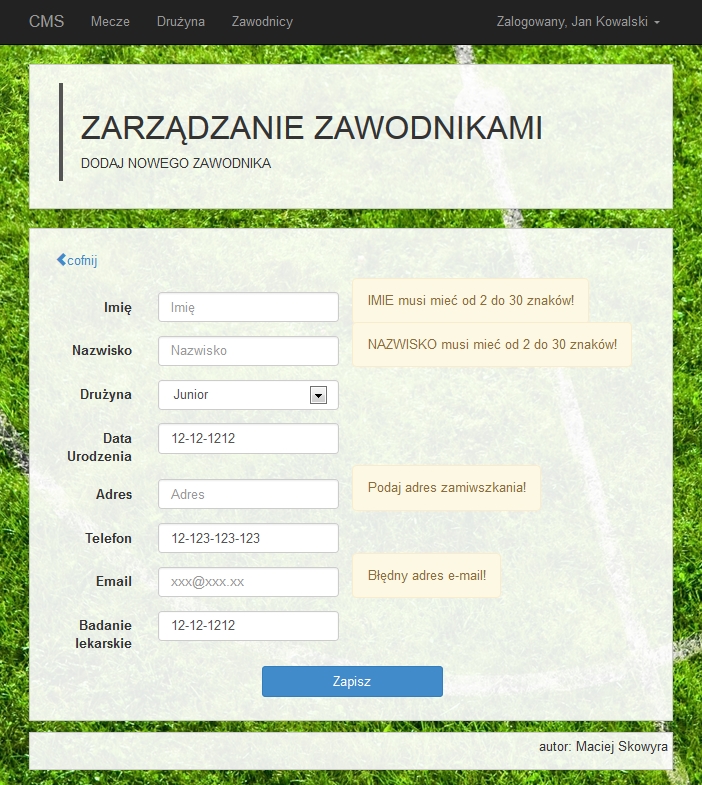 CMS Mecze Drużyna Zawodnicy Zalogowany, Jan Kowalski
ZARZĄDZANIE ZAWODNIKAMI
DODAJ NOWEGO ZAWODNIKA
cofnij
Imię Imię IMIE musi mieć od 2 do 30 znaków!
Nazwisko Nazwisko NAZWISKO musi mieć od 2 do 30 znaków!
Drużyna Junior
Data Urodzenia 12-12-1212
Adres Adres Podaj adres zamiwszkania!
Telefon 12-123-123-123
Email xxx@xxx.xx Błędny adres e-mail!
Badanie lekarskie 12-12-1212
Zapisz
autor: Maciej Skowyra